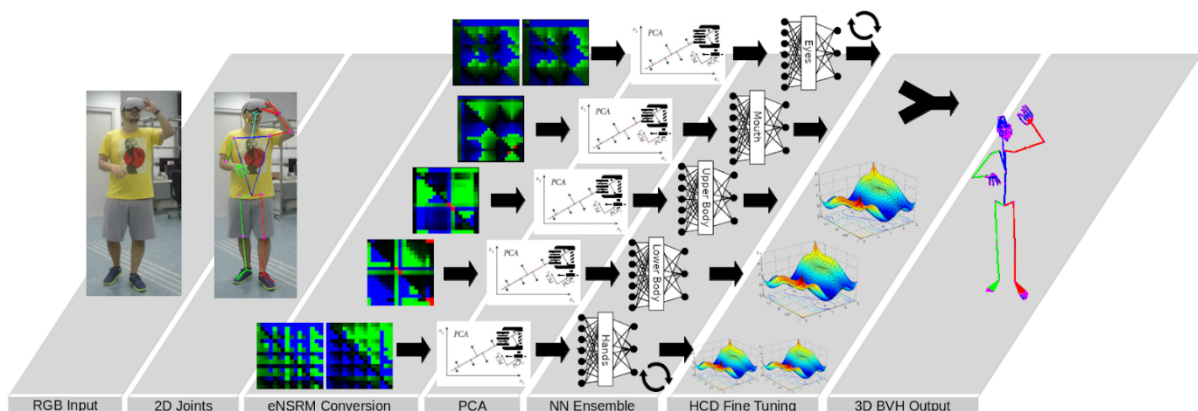 PCA
Eyes
PCA
Mouth
PCA
Upper Body
PCA
Lower Body
PCA
Hands
RGB Input
2D Joints
eNSRM Conversion
PCA
NN Ensemble
HCD Fine Tuning
3D BVH Output